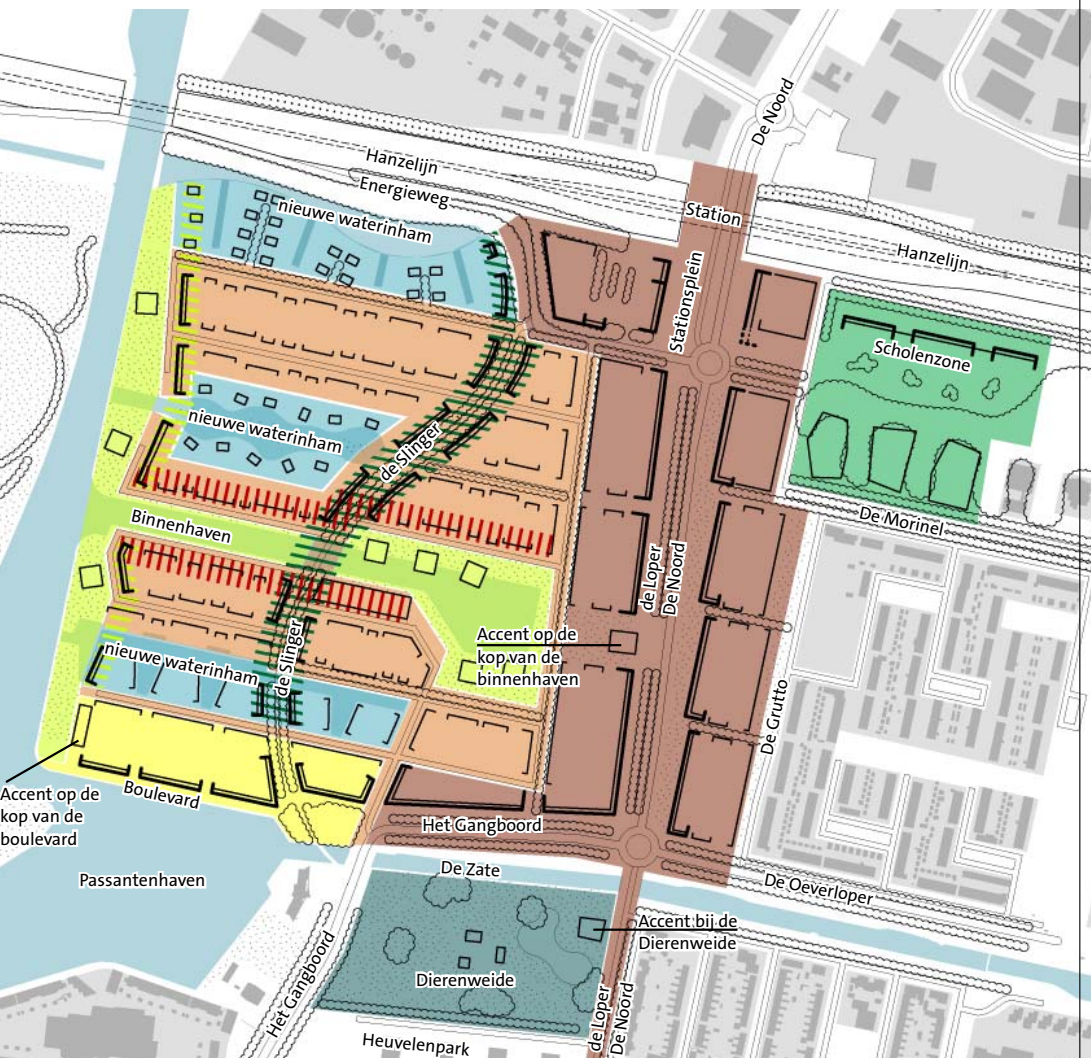 De Noord
Hanzelijn
Energieweg
nieuwe waterinham
Station
Hanzelijn
Stationsplein
Scholenzone
nieuwe waterinham
de Slinger
Binnenhaven
De Morinel
de Loper
De Noord
Accent op de
kop van de
binnenhaven
nieuwe waterinham
de Slinger
De Grutto
Boulevard
Accent op de
kop van de
boulevard
Het Gangboord
De Zate
Passantenhaven
De Oeverloper
Accent bij de
Dierenweide
Dierenweide
Het Gangboord
de Loper
De Noord
Heuvelenpark